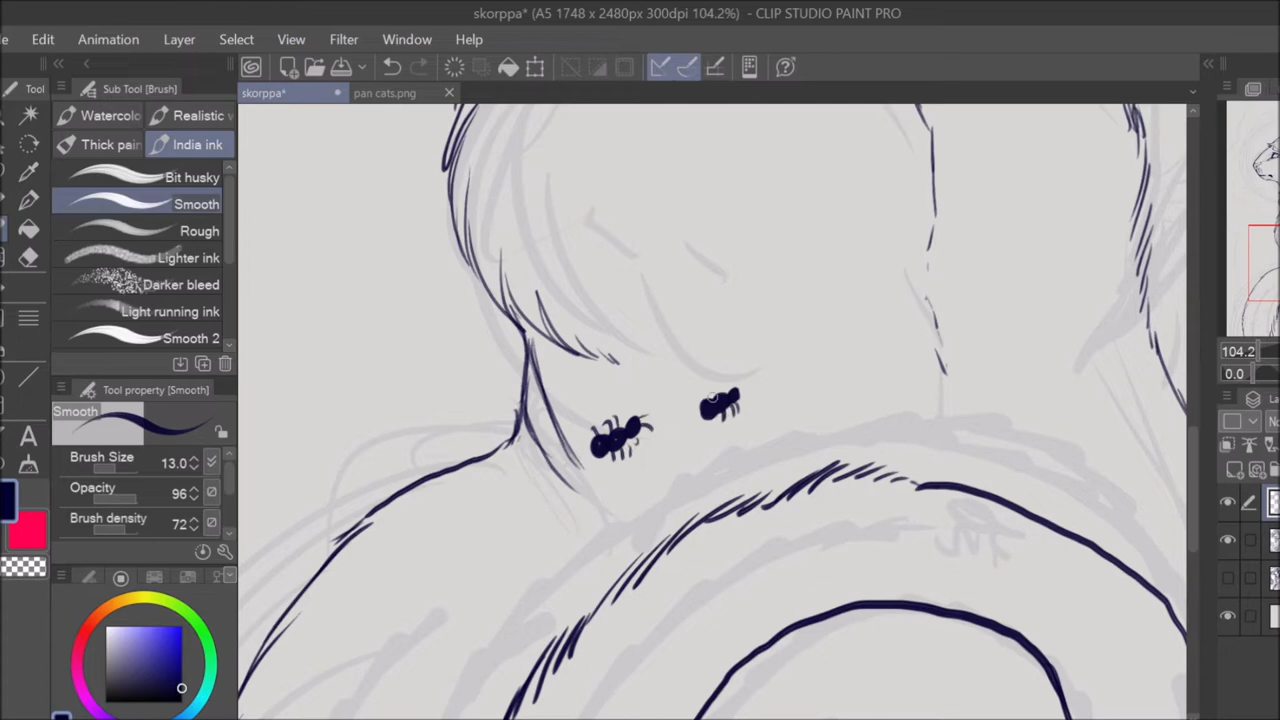 skorppa* (A5 1748 x 2480px 300dpi 104.2%) - CLIP STUDIO PAINT PRO
Edit Animation Layer Select View Filter Window Help
Tool
Sub Tool [Brush]
skorppa*
pan cats.png
Realistic
Thick pain
India ink
Bit husky
Smooth
Rough
Lighter ink
Darker bleed
Light running ink
Smooth 2
Tool property [Smooth]
Smooth
Brush Size 13.0
Opacity 96
Brush density 72
104.2
0.0